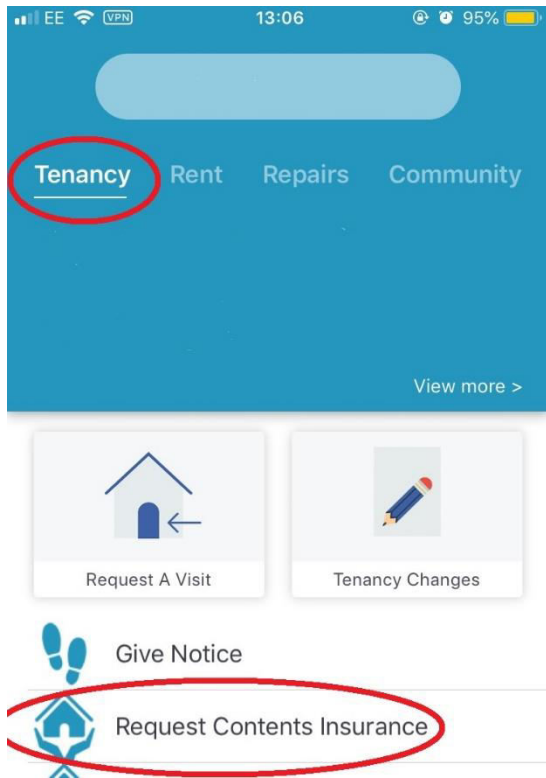 EE VPN 13:06 95%
Tenancy Rent Repairs Community
View more >
Request A Visit Tenancy Changes
Give Notice
Request Contents Insurance